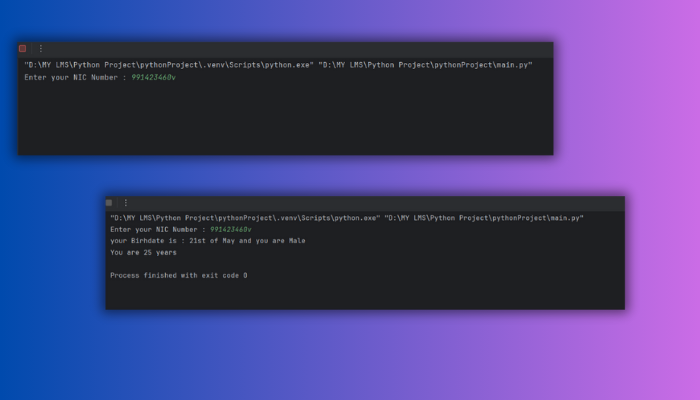 "D:\MY LMS\Python Project\pythonProject\.venv\Scripts\python.exe" "D:\MY LMS\Python Project\pythonProject\main.py"
Enter your NIC Number : 991423460v
"D:\MY LMS\Python Project\pythonProject\.venv\Scripts\python.exe" "D:\MY LMS\Python Project\pythonProject\main.py"
Enter your NIC Number : 991423460v
your Birhdate is : 21st of May and you are Male
You are 25 years
Process finished with exit code 0